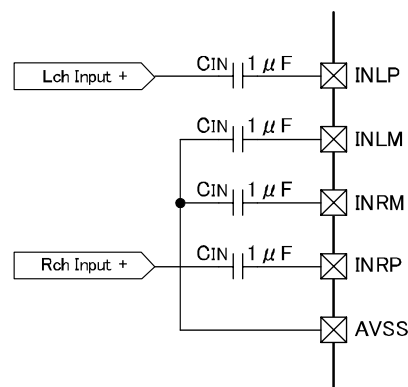 Lch Input +
CIN 1 μF
INLP
CIN 1 μF
INLM
CIN 1 μF
INRM
Rch Input +
CIN 1 μF
INRP
AVSS